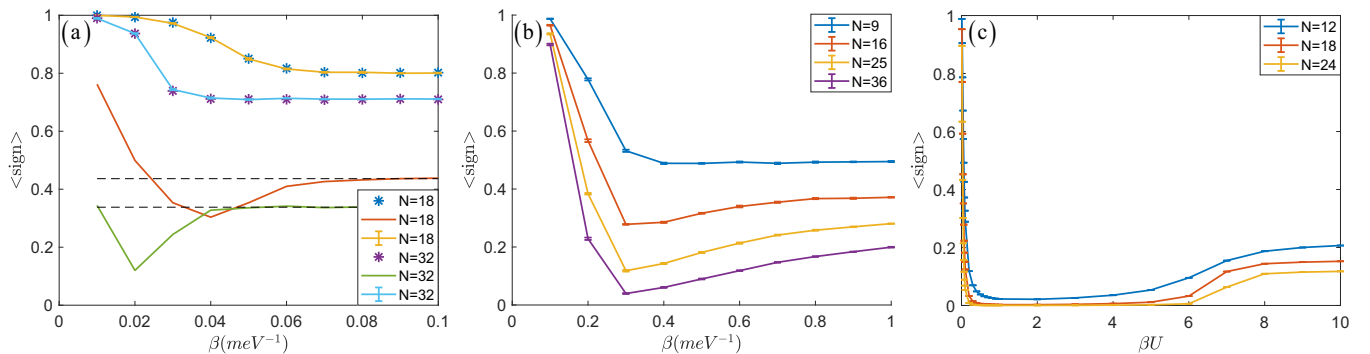 (a)
<sign>
1
0.8
0.6
0.4
0.2
0
0
0.02
0.04
0.06
0.08
0.1
β(meV⁻¹)
N=18
N=18
N=18
N=32
N=32
N=32
(b)
<sign>
1
0.8
0.6
0.4
0.2
0
0
0.2
0.4
0.6
0.8
1
β(meV⁻¹)
N=9
N=16
N=25
N=36
(c)
<sign>
1
0.8
0.6
0.4
0.2
0
0
2
4
6
8
10
βU
N=12
N=18
N=24